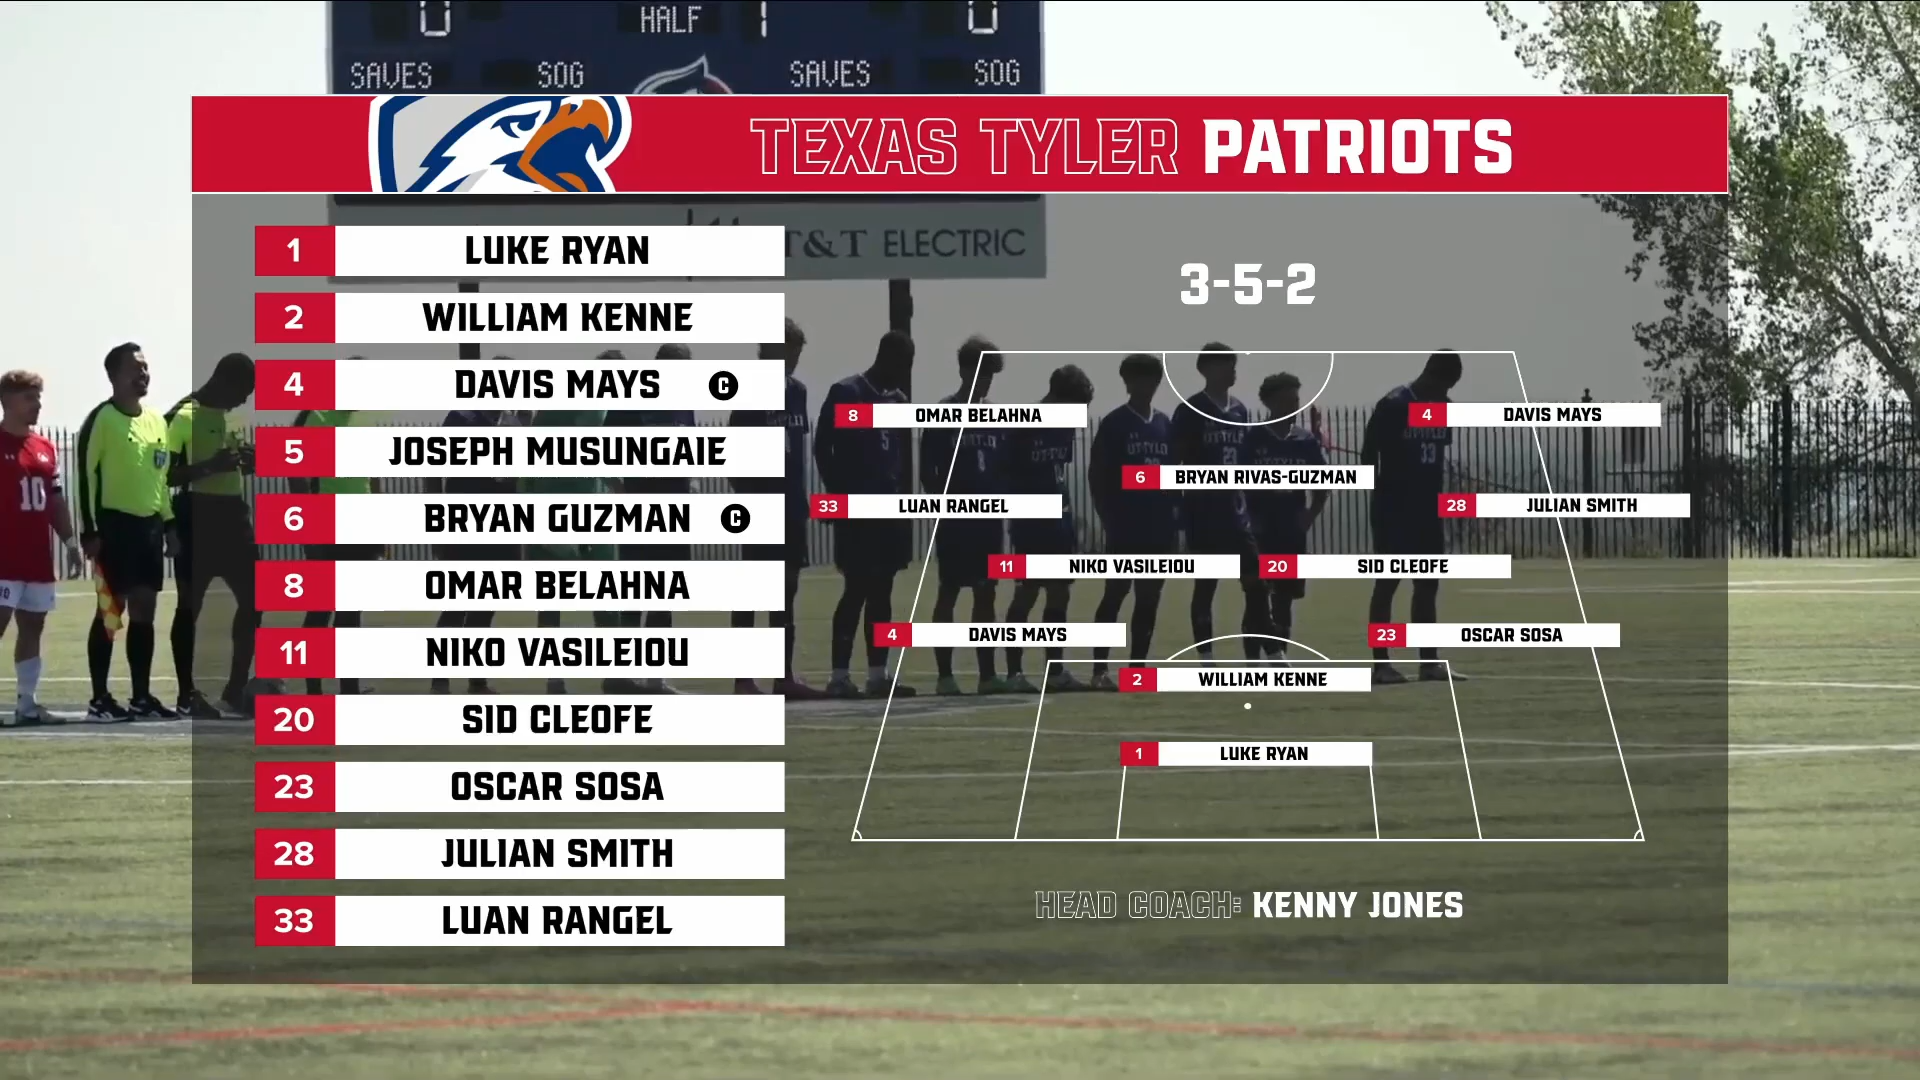 0 HALF 1 0
SAVES SOG SAVES SOG
TEXAS TYLER PATRIOTS
T&T ELECTRIC
1 LUKE RYAN
2 WILLIAM KENNE
4 DAVIS MAYS C
5 JOSEPH MUSUNGAIE
6 BRYAN GUZMAN C
8 OMAR BELAHNA
11 NIKO VASILEIOU
20 SID CLEOFE
23 OSCAR SOSA
28 JULIAN SMITH
33 LUAN RANGEL
3-5-2
8 OMAR BELAHNA
4 DAVIS MAYS
6 BRYAN RIVAS-GUZMAN
33 LUAN RANGEL
28 JULIAN SMITH
11 NIKO VASILEIOU
20 SID CLEOFE
4 DAVIS MAYS
23 OSCAR SOSA
2 WILLIAM KENNE
1 LUKE RYAN
HEAD COACH: KENNY JONES
10
5
8
23
33